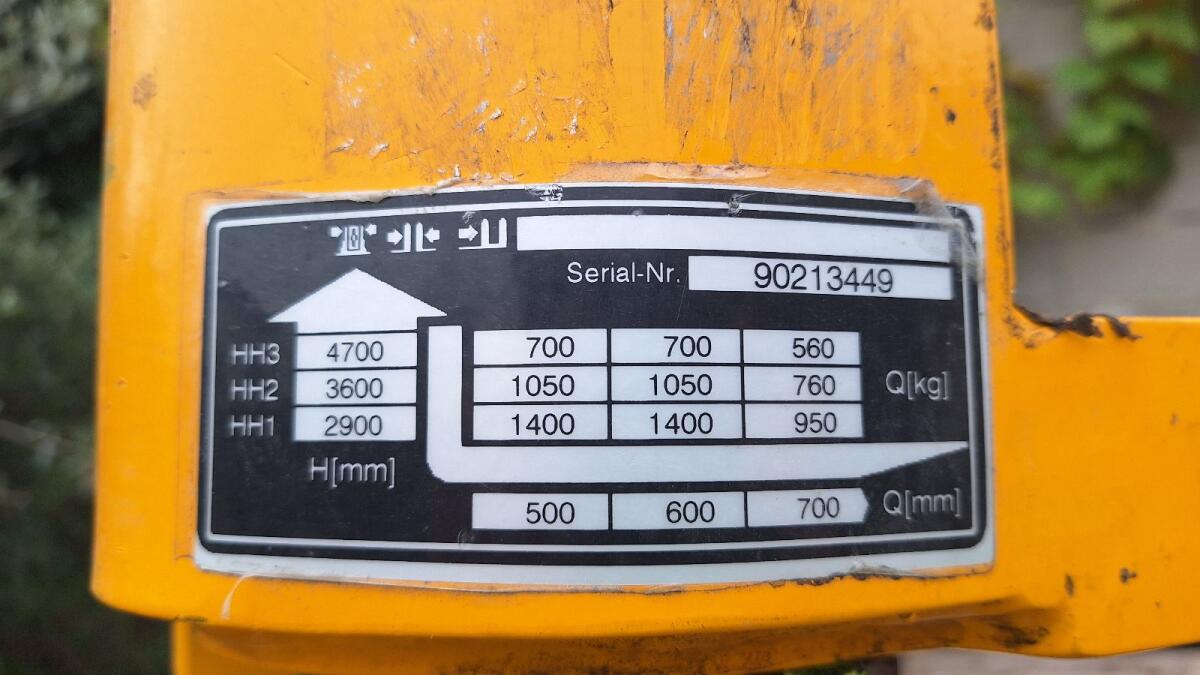 Serial-Nr. 90213449
HH3 4700 700 700 560
HH2 3600 1050 1050 760 Q[kg]
HH1 2900 1400 1400 950
H[mm]
500 600 700 Q[mm]